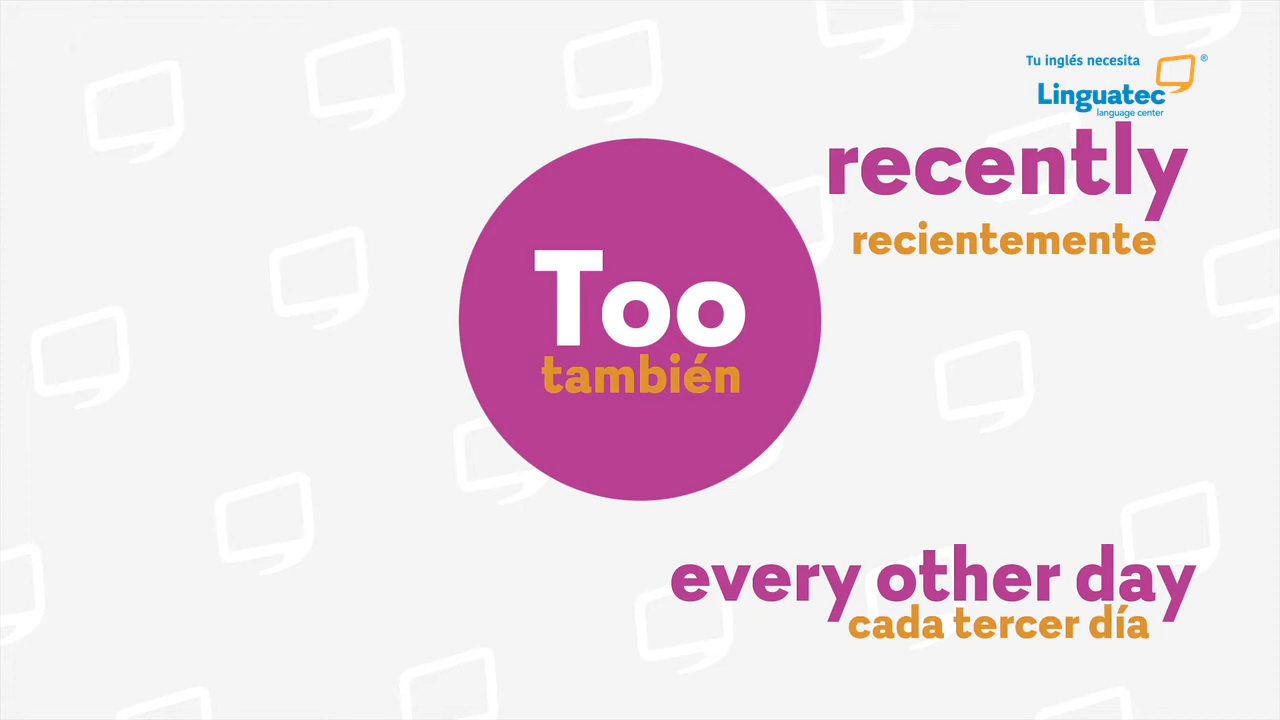 Tu inglés necesita
Linguatec®
language center
recently
recientemente
Too
también
every other day
cada tercer día